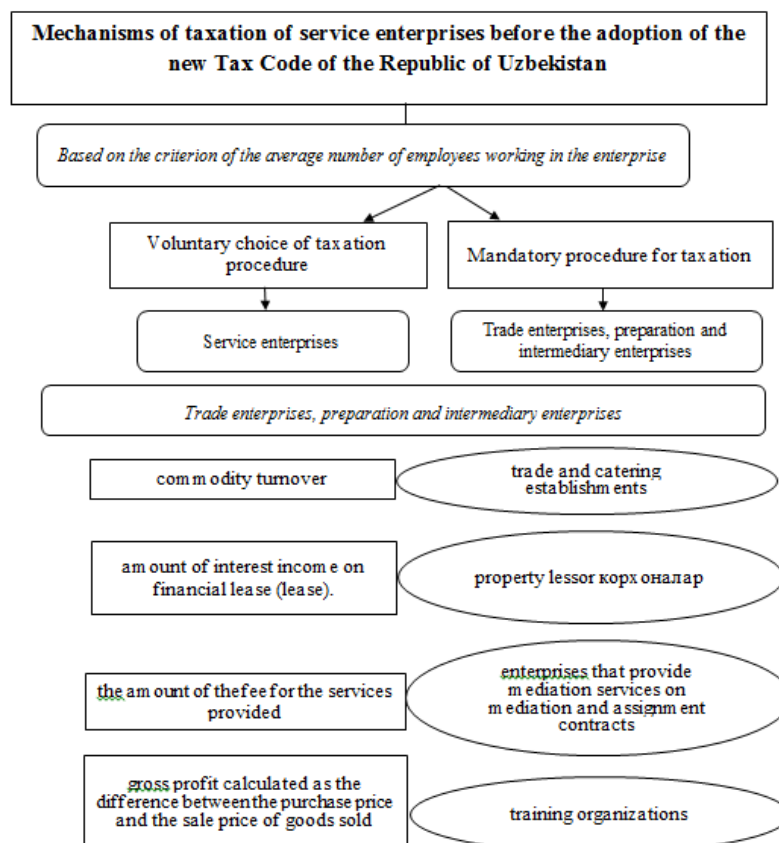 Mechanisms of taxation of service enterprises before the adoption of the
new Tax Code of the Republic of Uzbekistan
Based on the criterion of the average number of employees working in the enterprise
Voluntary choice of taxation
procedure
Mandatory procedure for taxation
Service enterprises
Trade enterprises, preparation and
intermediary enterprises
Trade enterprises, preparation and intermediary enterprises
commodity turnover
trade and catering
establishments
amount of interest income on
financial lease (lease).
property lessor корхоналар
the amount of thefee for the services
provided
enterprises that provide
mediation services on
mediation and assignment
contracts
gross profit calculated as the
difference between the purchase price
and the sale price of goods sold
training organizations